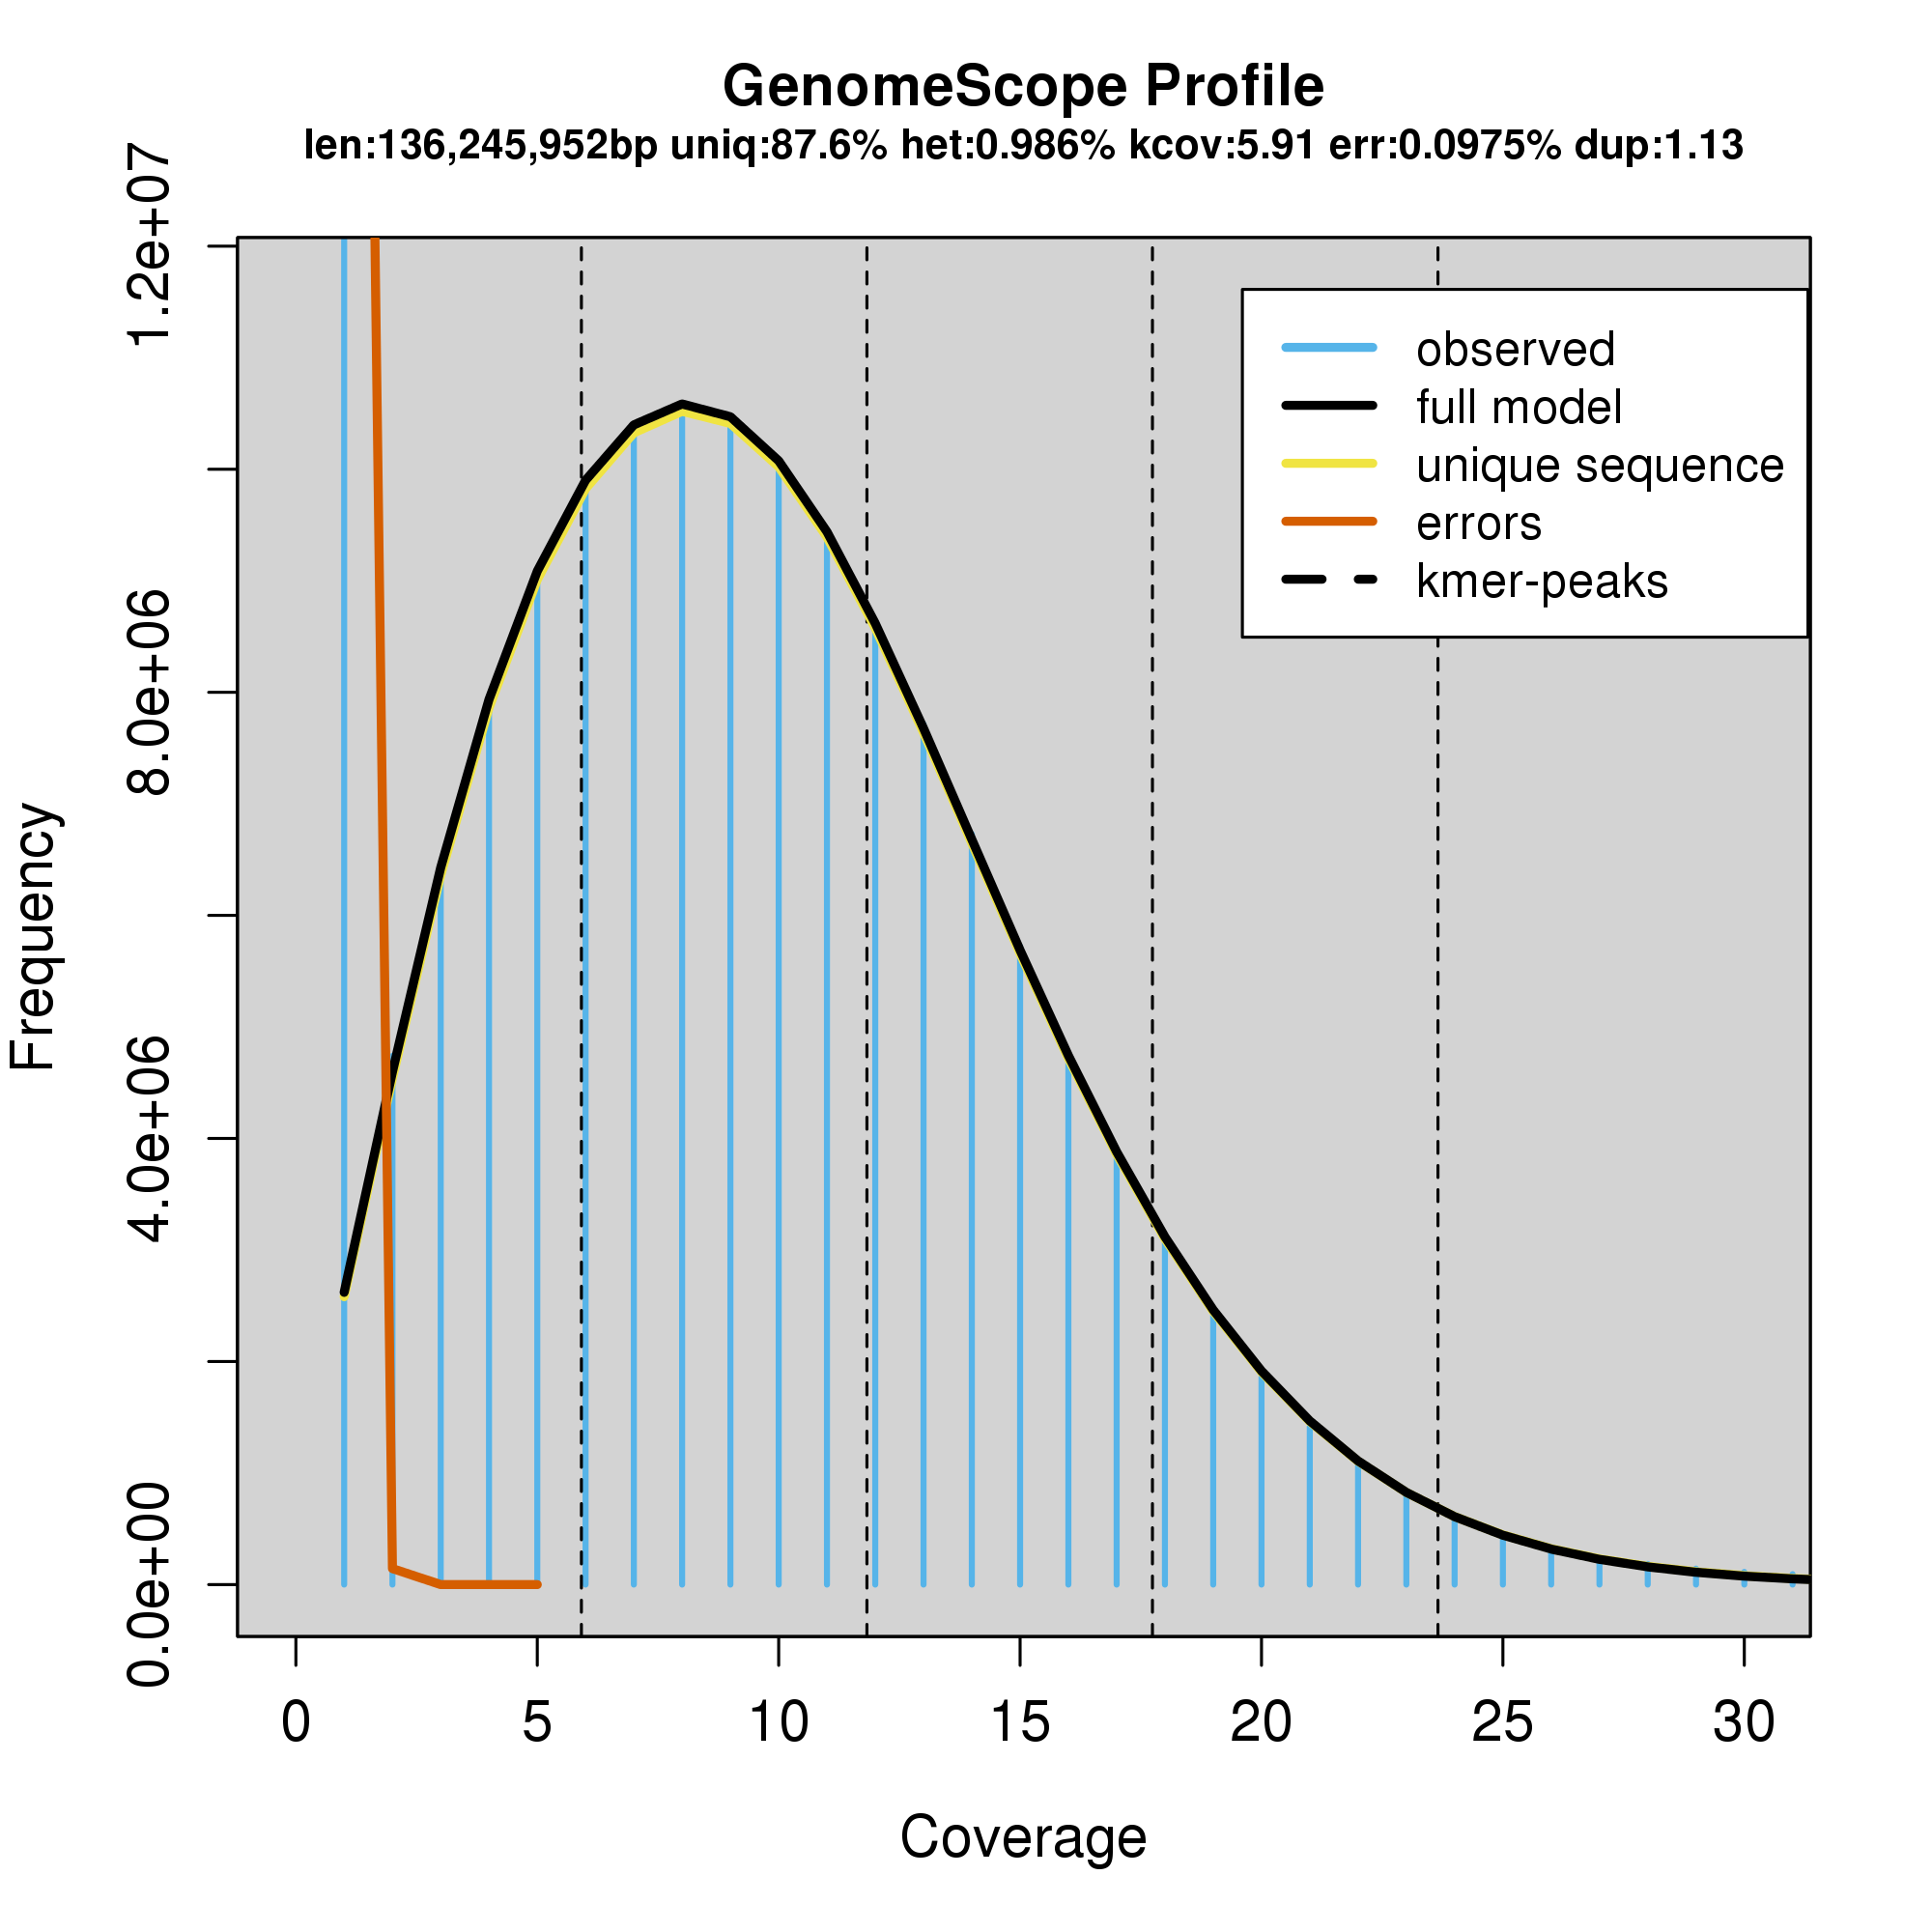 GenomeScope Profile
len:136,245,952bp uniq:87.6% het:0.986% kcov:5.91 err:0.0975% dup:1.13
observed
full model
unique sequence
errors
kmer-peaks
Frequency
1.2e+07
8.0e+06
4.0e+06
0.0e+00
0 5 10 15 20 25 30
Coverage